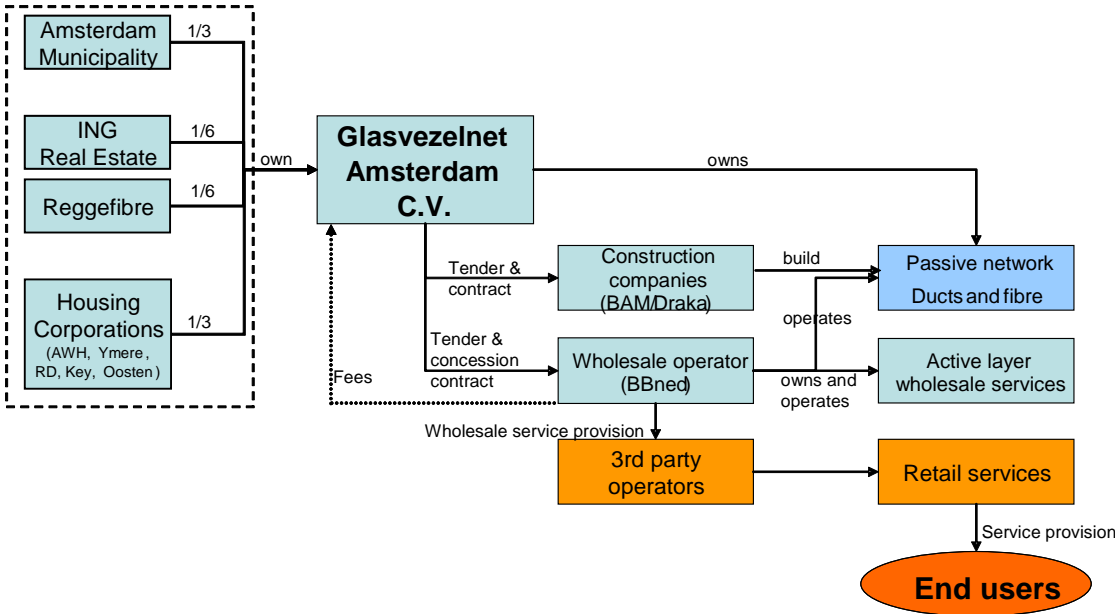 Amsterdam
Municipality
1/3
ING
Real Estate
1/6
Reggefibre
1/6
Housing
Corporations
(AWH, Ymere,
RD, Key, Oosten)
1/3
own
Glasvezelnet
Amsterdam
C.V.
owns
Tender &
contract
Construction
companies
(BAM/Draka)
build
Passive network
Ducts and fibre
operates
Tender &
concession
contract
Fees
Wholesale operator
(BBned)
owns and
operates
Active layer
wholesale services
Wholesale service provision
3rd party
operators
Retail services
Service provision
End users